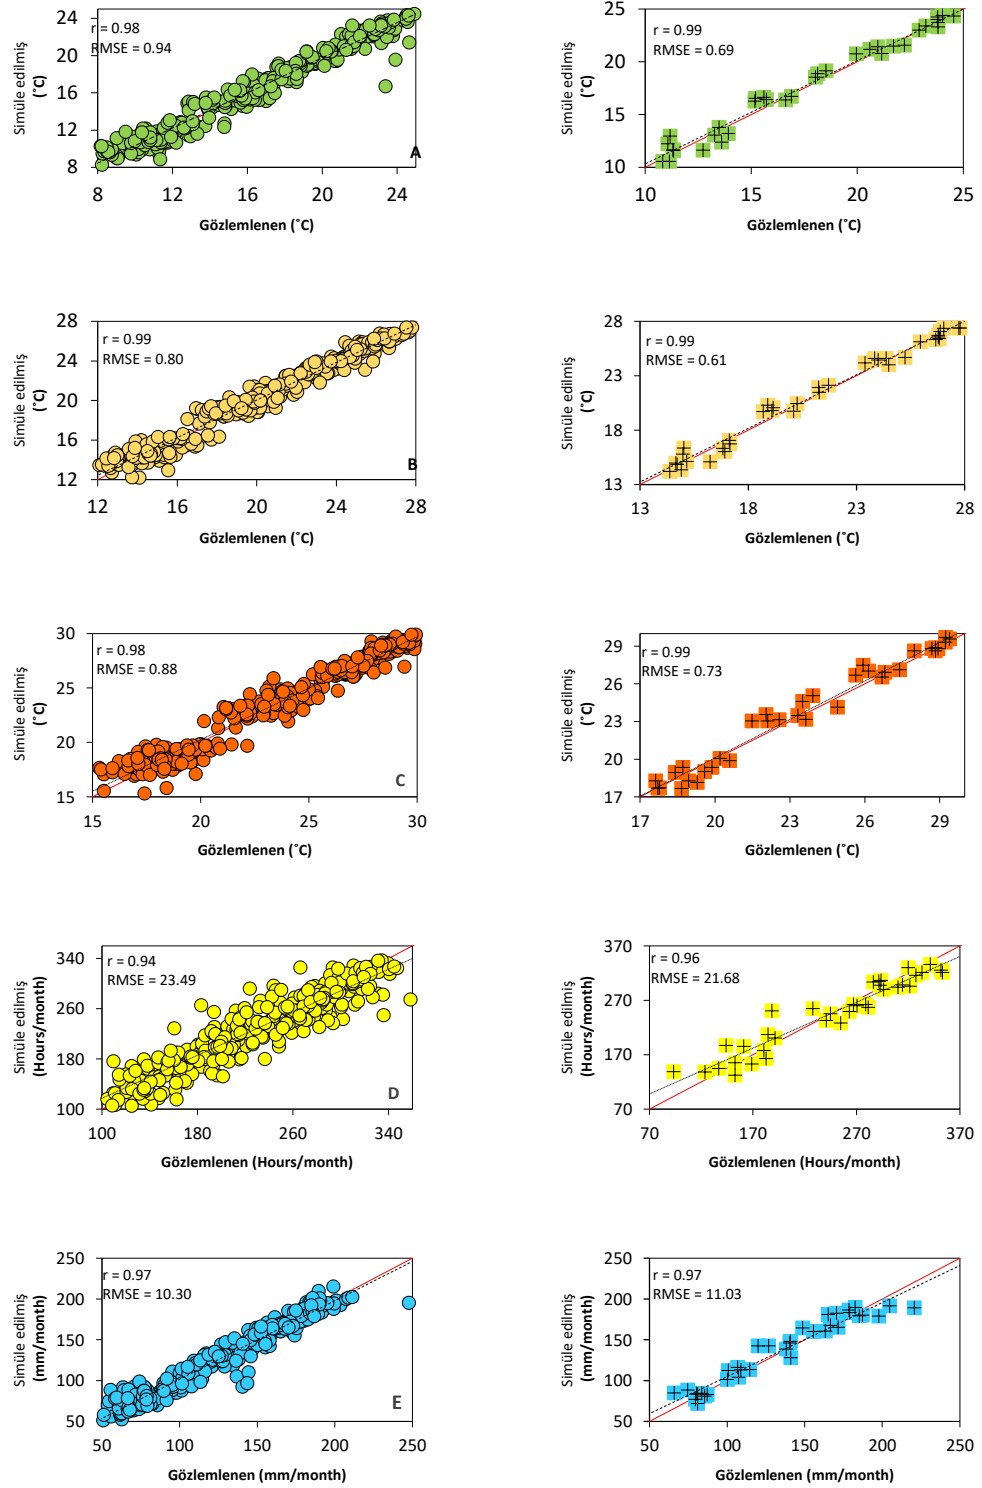 r = 0.98
RMSE = 0.94
Simüle edilmiş
(˚C)
24
20
16
12
8
8 12 16 20 24
A
Gözlemlenen (˚C)
r = 0.99
RMSE = 0.69
Simüle edilmiş
(˚C)
25
20
15
10
10 15 20 25
Gözlemlenen (˚C)
r = 0.99
RMSE = 0.80
Simüle edilmiş
(˚C)
28
24
20
16
12
12 16 20 24 28
B
Gözlemlenen (˚C)
r = 0.99
RMSE = 0.61
Simüle edilmiş
(˚C)
28
23
18
13
13 18 23 28
Gözlemlenen (˚C)
r = 0.98
RMSE = 0.88
Simüle edilmiş
(˚C)
30
25
20
15
15 20 25 30
C
Gözlemlenen (˚C)
r = 0.99
RMSE = 0.73
Simüle edilmiş
(˚C)
29
26
23
20
17
17 20 23 26 29
Gözlemlenen (˚C)
r = 0.94
RMSE = 23.49
Simüle edilmiş
(Hours/month)
340
260
180
100
100 180 260 340
D
Gözlemlenen (Hours/month)
r = 0.96
RMSE = 21.68
Simüle edilmiş
(Hours/month)
370
270
170
70
70 170 270 370
Gözlemlenen (Hours/month)
r = 0.97
RMSE = 10.30
Simüle edilmiş
(mm/month)
250
200
150
100
50
50 100 150 200 250
E
Gözlemlenen (mm/month)
r = 0.97
RMSE = 11.03
Simüle edilmiş
(mm/month)
250
200
150
100
50
50 100 150 200 250
Gözlemlenen (mm/month)